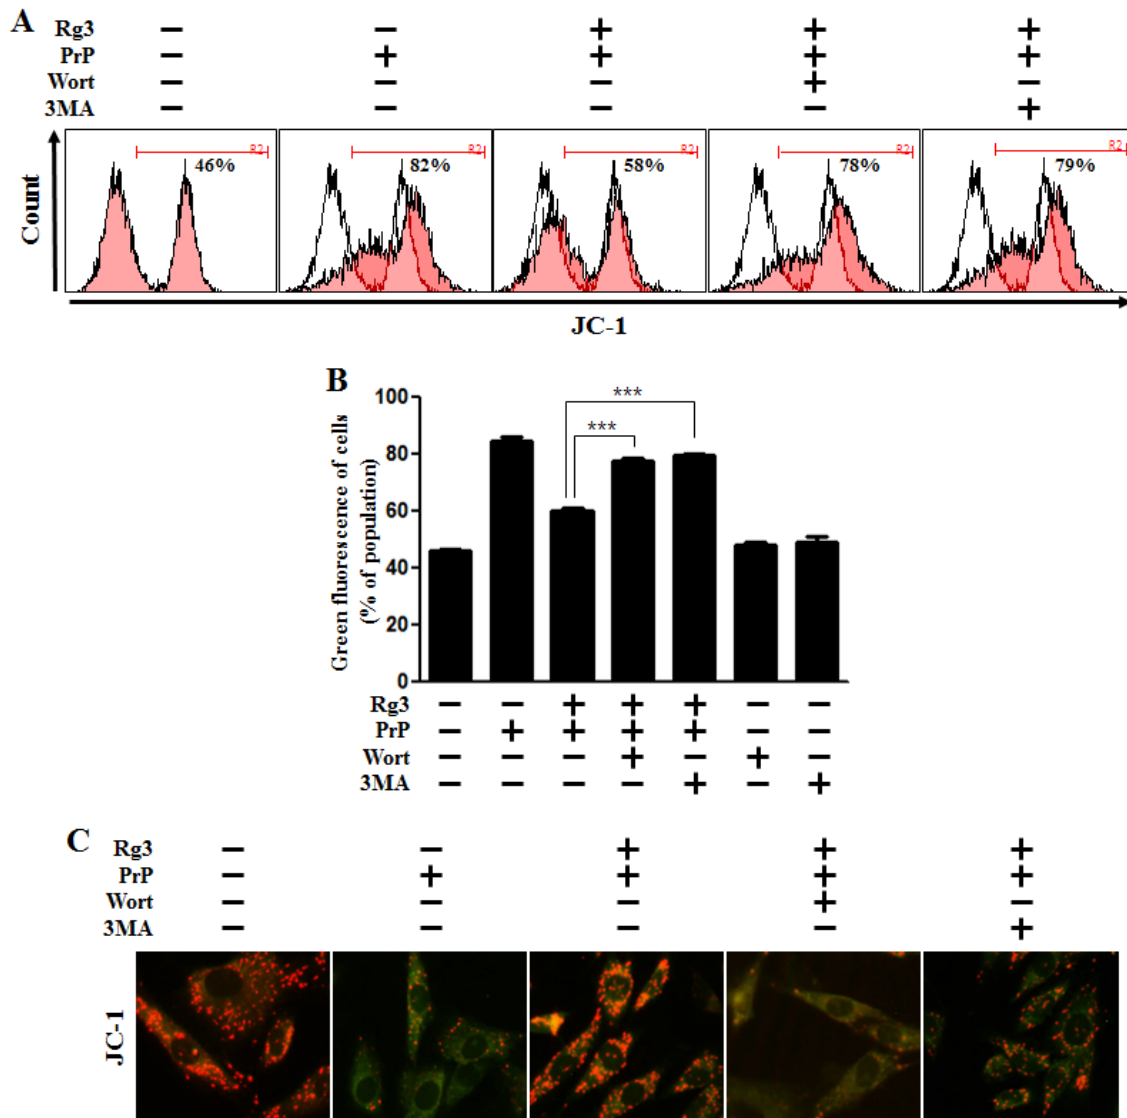 A
Rg3 − − + + +
PrP − + + + +
Wort − − − + −
3MA − − − − +
R2 R2 R2 R2 R2
46% 82% 58% 78% 79%
Count
JC-1
B
Green fluorescence of cells
(% of population)
100
80
60
40
20
0
***
***
Rg3 − − + + + − −
PrP − + + + + − −
Wort − − − + − + −
3MA − − − − + − +
C
Rg3 − − + + +
PrP − + + + +
Wort − − − + −
3MA − − − − +
JC-1